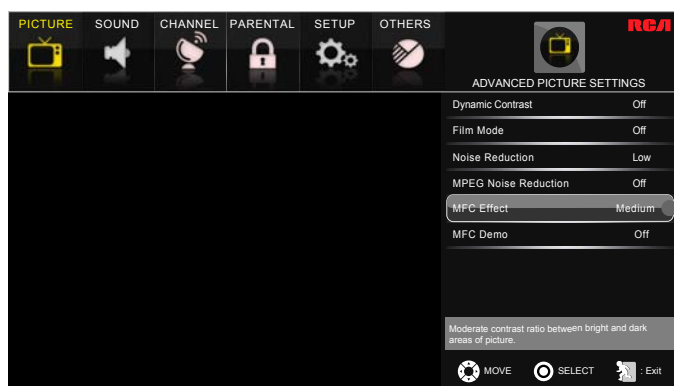 PICTURE SOUND CHANNEL PARENTAL SETUP OTHERS
RCA
ADVANCED PICTURE SETTINGS
Dynamic Contrast Off
Film Mode Off
Noise Reduction Low
MPEG Noise Reduction Off
MFC Effect Medium
MFC Demo Off
Moderate contrast ratio between bright and dark
areas of picture.
MOVE SELECT : Exit